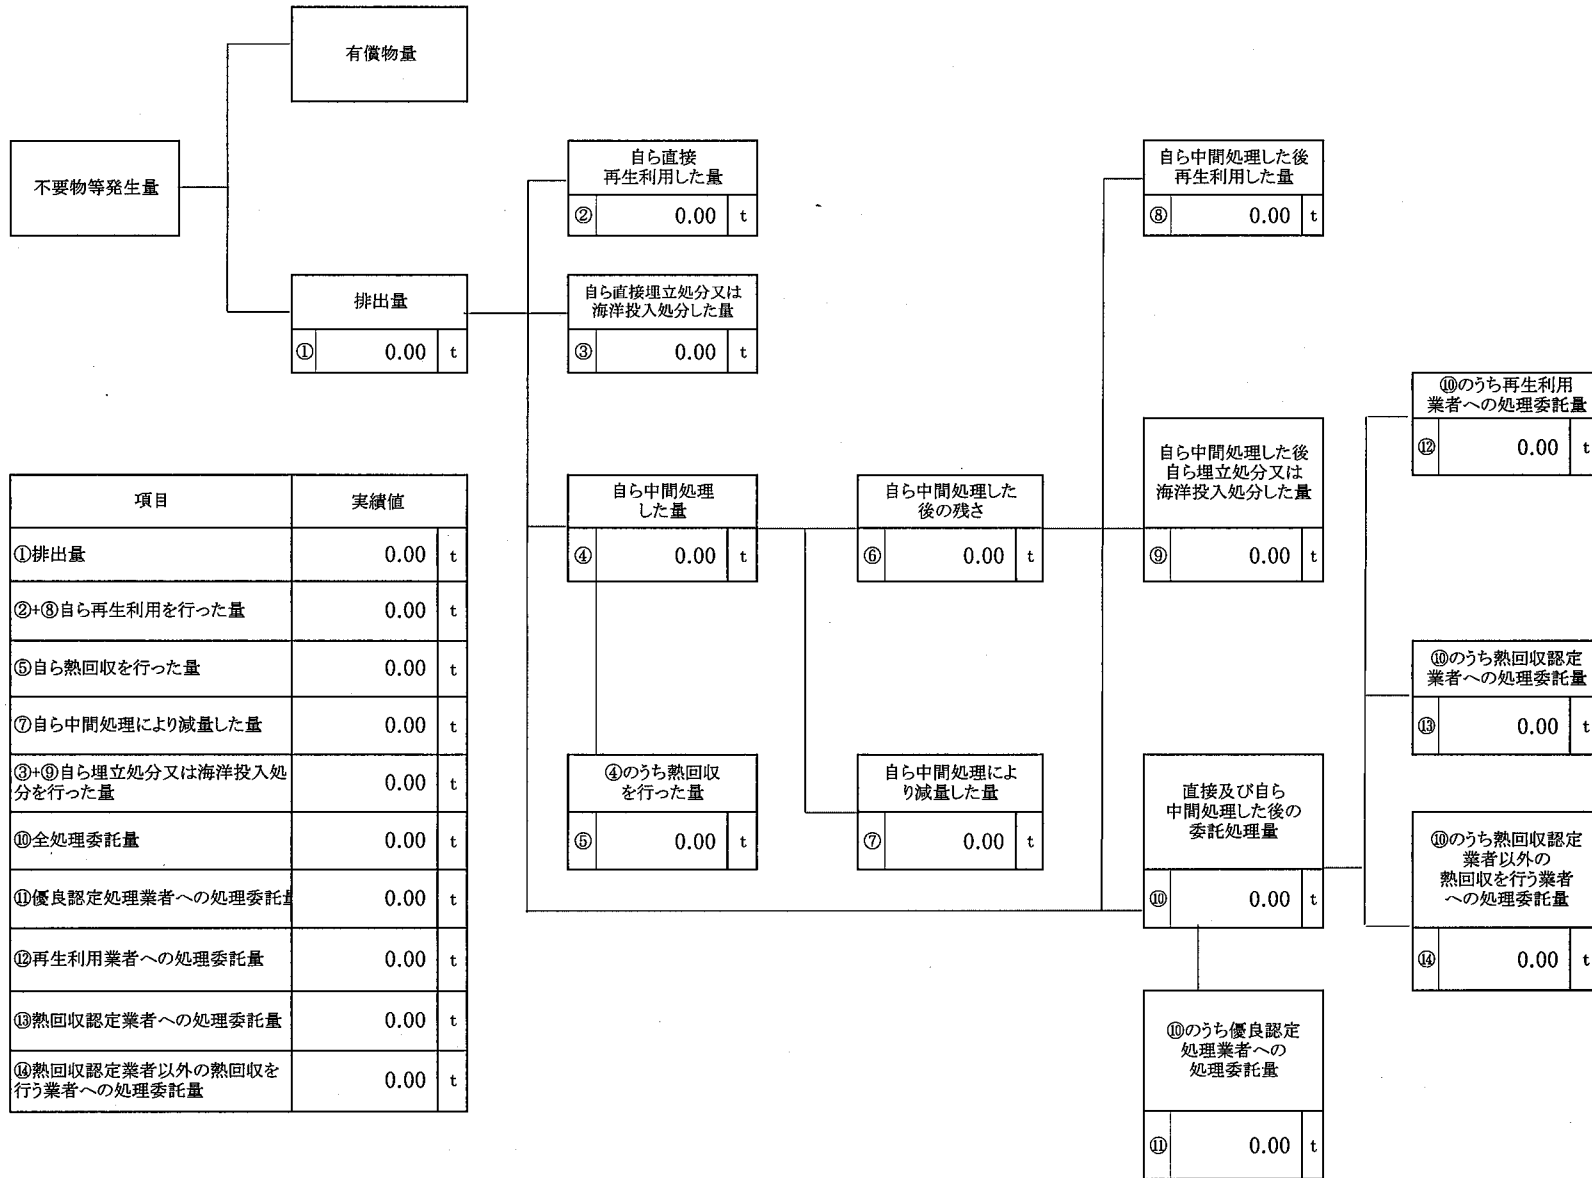 有償物量
不要物等発生量
排出量
① 0.00 t
自ら直接
再生利用した量
② 0.00 t
自ら直接埋立処分又は
海洋投入処分した量
③ 0.00 t
自ら中間処理
した量
④ 0.00 t
④のうち熱回収
を行った量
⑤ 0.00 t
自ら中間処理した
後の残さ
⑥ 0.00 t
自ら中間処理によ
り減量した量
⑦ 0.00 t
自ら中間処理した後
再生利用した量
⑧ 0.00 t
自ら中間処理した後
自ら埋立処分又は
海洋投入処分した量
⑨ 0.00 t
直接及び自ら
中間処理した後の
委託処理量
⑩ 0.00 t
⑩のうち優良認定
処理業者への
処理委託量
⑪ 0.00 t
⑩のうち再生利用
業者への処理委託量
⑫ 0.00 t
⑩のうち熱回収認定
業者への処理委託量
⑬ 0.00 t
⑩のうち熱回収認定
業者以外の
熱回収を行う業者
への処理委託量
⑭ 0.00 t
項目 実績値
①排出量 0.00 t
②+⑧自ら再生利用を行った量 0.00 t
⑤自ら熱回収を行った量 0.00 t
⑦自ら中間処理により減量した量 0.00 t
③+⑨自ら埋立処分又は海洋投入処
分を行った量 0.00 t
⑩全処理委託量 0.00 t
⑪優良認定処理業者への処理委託量 0.00 t
⑫再生利用業者への処理委託量 0.00 t
⑬熱回収認定業者への処理委託量 0.00 t
⑭熱回収認定業者以外の熱回収を
行う業者への処理委託量 0.00 t